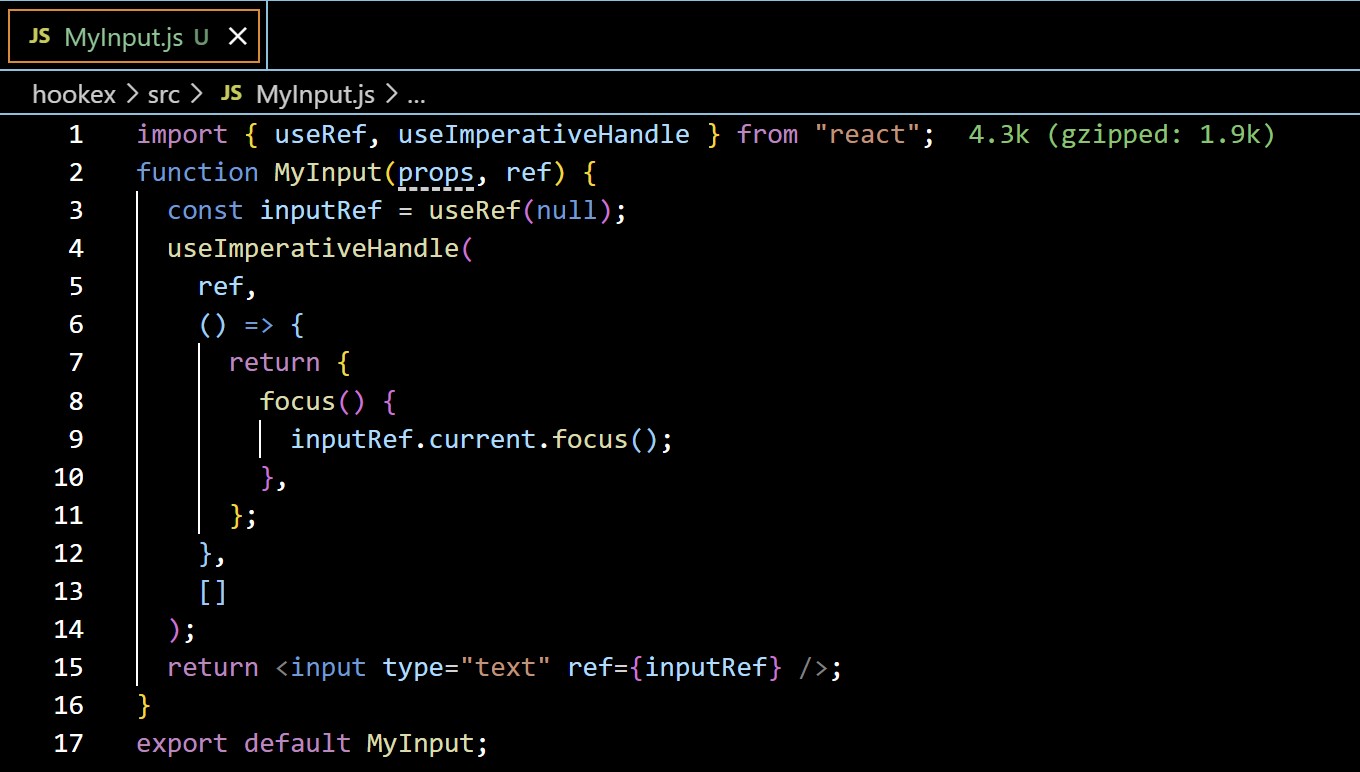 JS MyInput.js U ×
hookex > src > JS MyInput.js > ...
1 import { useRef, useImperativeHandle } from "react"; 4.3k (gzipped: 1.9k)
2 function MyInput(props, ref) {
3   const inputRef = useRef(null);
4   useImperativeHandle(
5     ref,
6     () => {
7       return {
8         focus() {
9           inputRef.current.focus();
10         },
11       };
12     },
13     []
14   );
15   return <input type="text" ref={inputRef} />;
16 }
17 export default MyInput;